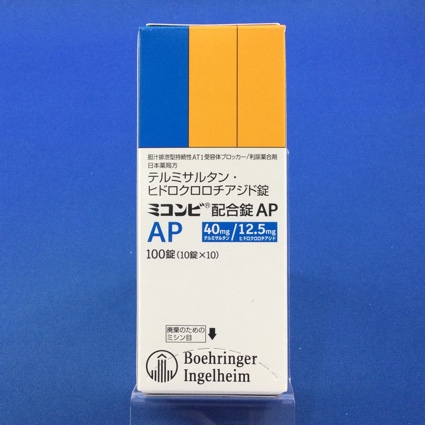 胆汁排泄型持続性AT1受容体ブロッカー/利尿薬合剤
日本薬局方
テルミサルタン・
ヒドロクロロチアジド錠
ミコンビ®配合錠AP
AP 40mg/12.5mg
テルミサルタン ヒドロクロロチアジド
100錠(10錠×10)
廃棄のための
ミシン目
Boehringer
Ingelheim